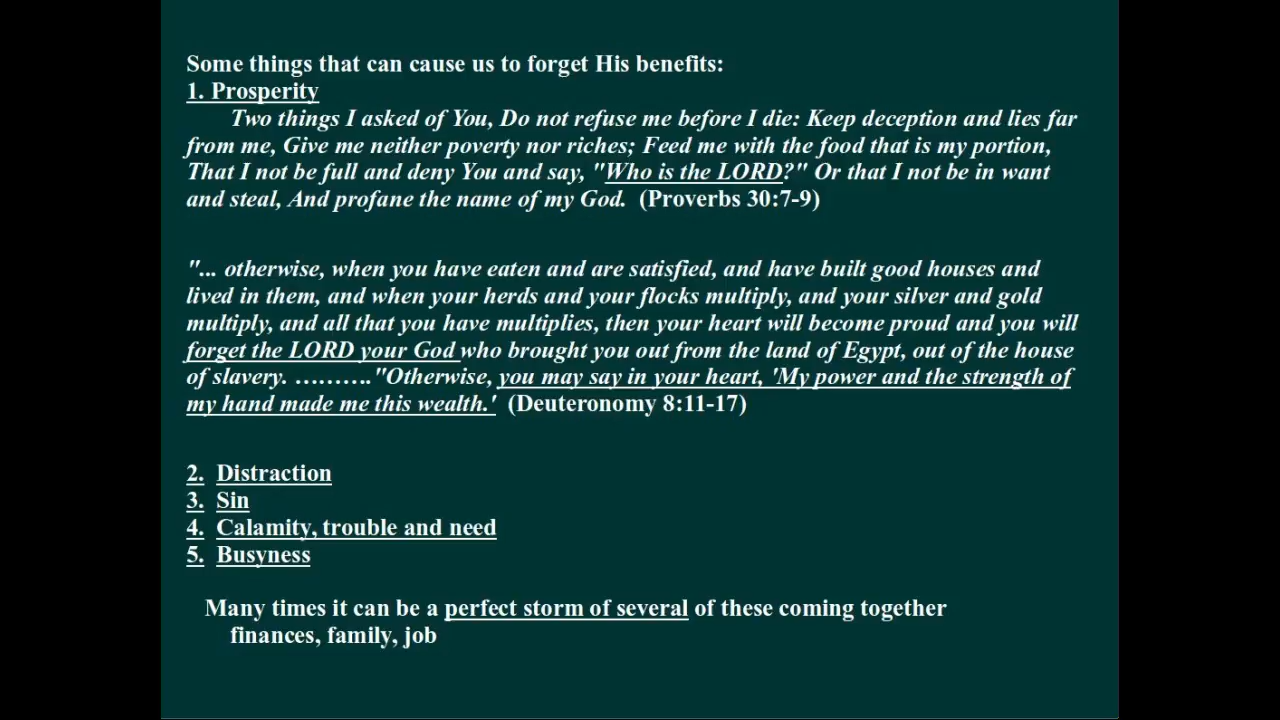 Some things that can cause us to forget His benefits:
1. Prosperity
Two things I asked of You, Do not refuse me before I die: Keep deception and lies far
from me, Give me neither poverty nor riches; Feed me with the food that is my portion,
That I not be full and deny You and say, "Who is the LORD?" Or that I not be in want
and steal, And profane the name of my God. (Proverbs 30:7-9)
"... otherwise, when you have eaten and are satisfied, and have built good houses and
lived in them, and when your herds and your flocks multiply, and your silver and gold
multiply, and all that you have multiplies, then your heart will become proud and you will
forget the LORD your God who brought you out from the land of Egypt, out of the house
of slavery. ………."Otherwise, you may say in your heart, 'My power and the strength of
my hand made me this wealth.' (Deuteronomy 8:11-17)
2. Distraction
3. Sin
4. Calamity, trouble and need
5. Busyness
Many times it can be a perfect storm of several of these coming together
finances, family, job